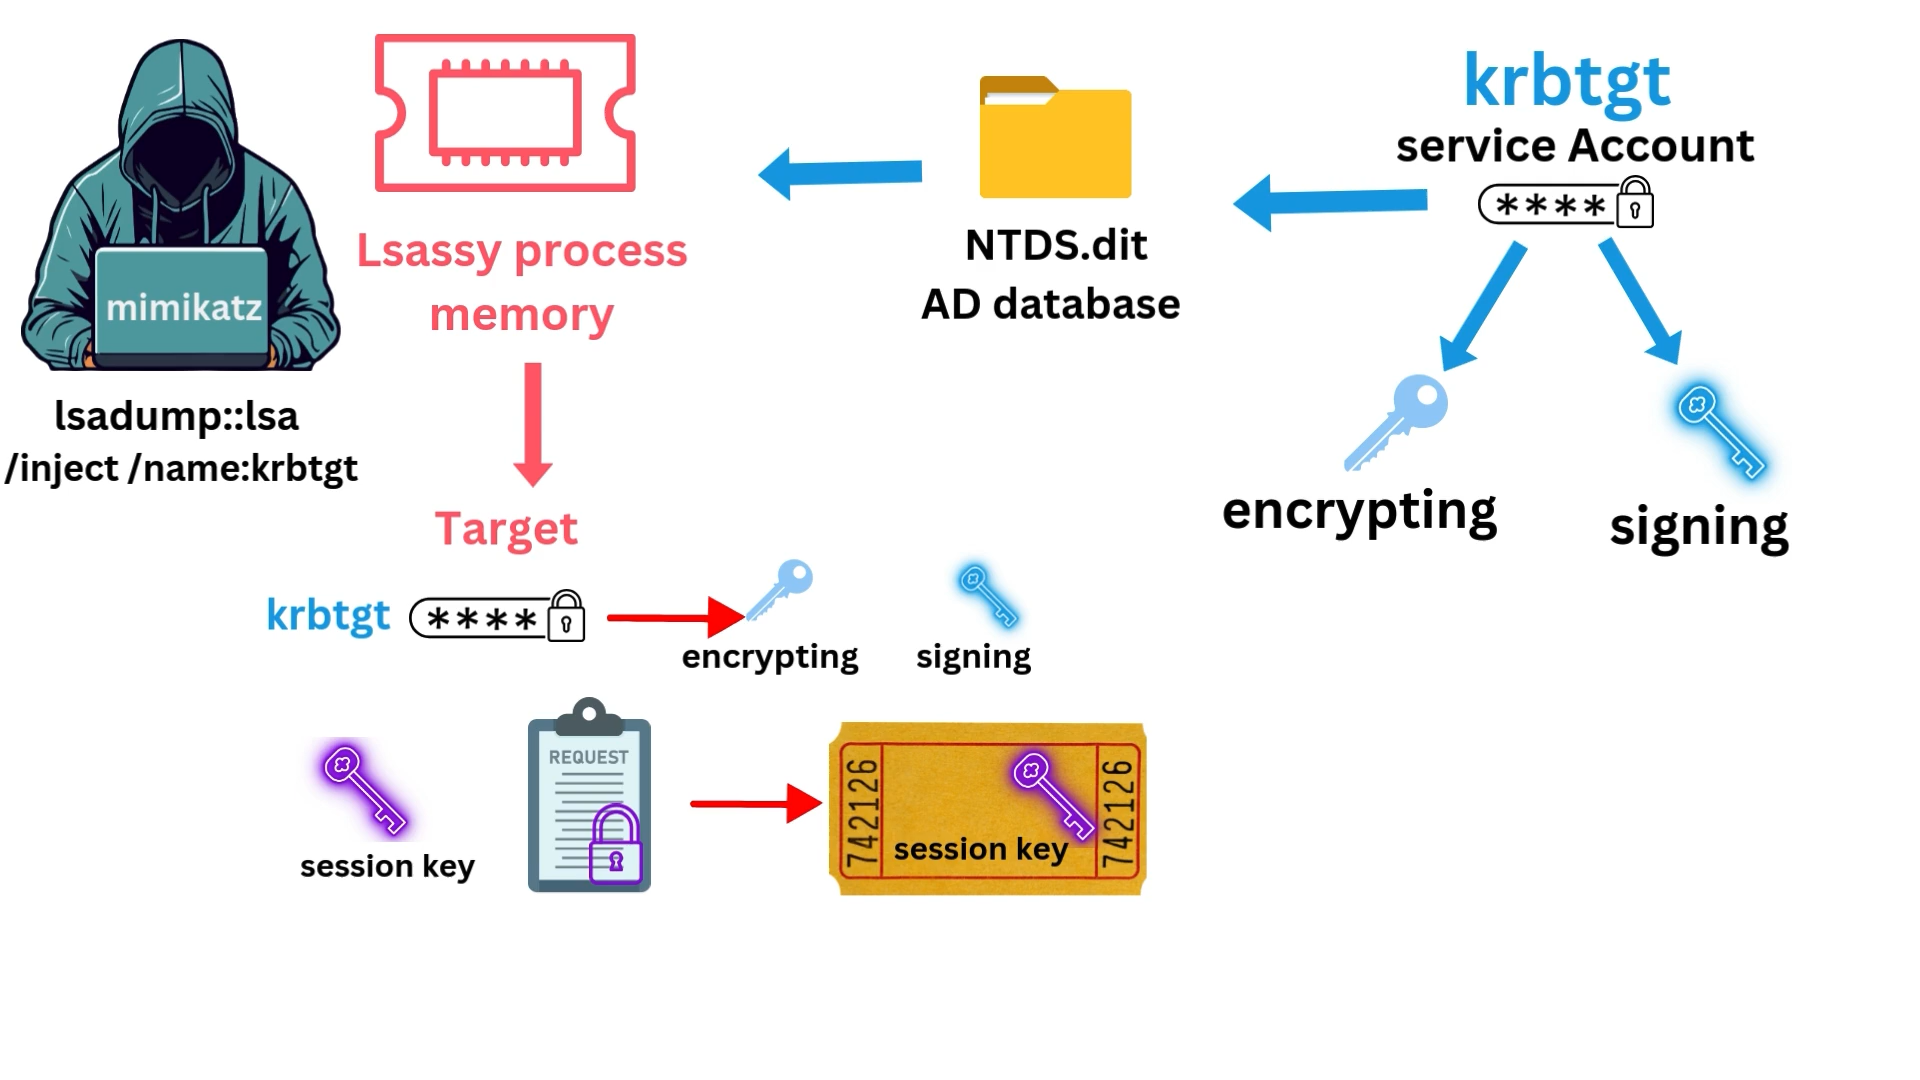 krbtgt
service Account
****
mimikatz
Lsassy process
memory
NTDS.dit
AD database
lsadump::lsa
/inject /name:krbtgt
encrypting
signing
Target
krbtgt
****
encrypting
signing
REQUEST
session key
742126
session key
742126